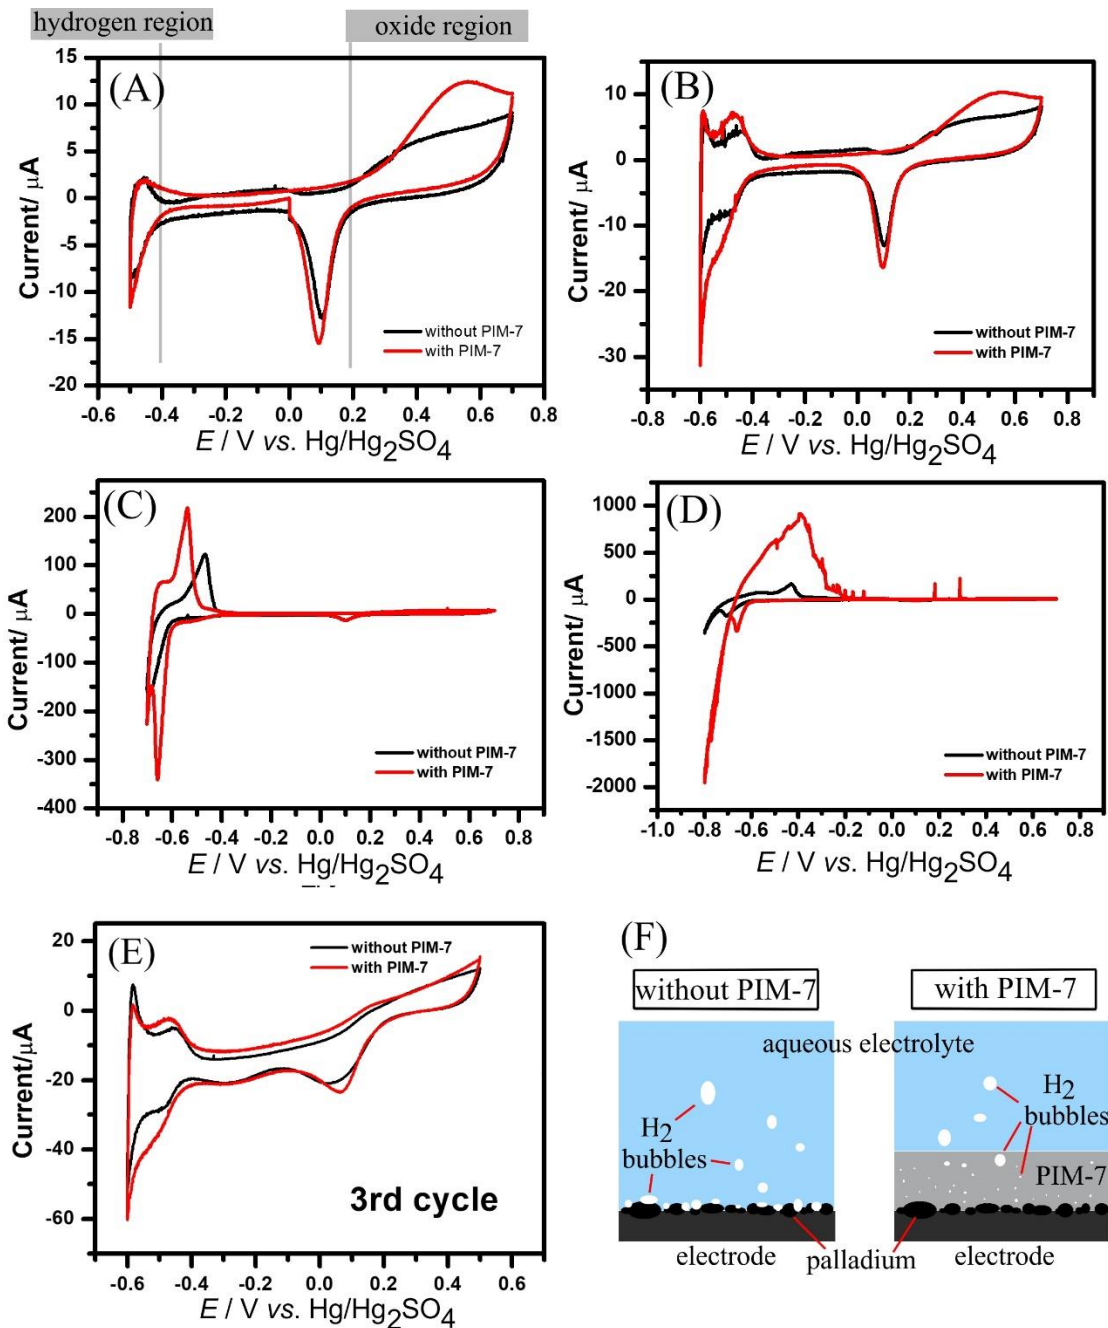 hydrogen region
oxide region
(A)
15
10
5
0
-5
-10
-15
-20
Current/ μA
without PIM-7
with PIM-7
-0.6 -0.4 -0.2 0.0 0.2 0.4 0.6 0.8
E / V vs. Hg/Hg2SO4
(B)
10
0
-10
-20
-30
Current/ μA
without PIM-7
with PIM-7
-0.6 -0.4 -0.2 0.0 0.2 0.4 0.6 0.8
E / V vs. Hg/Hg2SO4
(C)
200
100
0
-100
-200
-300
-400
Current/ μA
without PIM-7
with PIM-7
-0.8 -0.6 -0.4 -0.2 0.0 0.2 0.4 0.6 0.8
E / V vs. Hg/Hg2SO4
(D)
1000
500
0
-500
-1000
-1500
-2000
Current/ μA
without PIM-7
with PIM-7
-1.0 -0.8 -0.6 -0.4 -0.2 0.0 0.2 0.4 0.6 0.8
E / V vs. Hg/Hg2SO4
(E)
20
0
-20
-40
-60
Current/μA
without PIM-7
with PIM-7
3rd cycle
-0.6 -0.4 -0.2 0.0 0.2 0.4 0.6
E / V vs. Hg/Hg2SO4
(F)
without PIM-7
with PIM-7
aqueous electrolyte
H2
bubbles
H2
bubbles
PIM-7
electrode
palladium
electrode